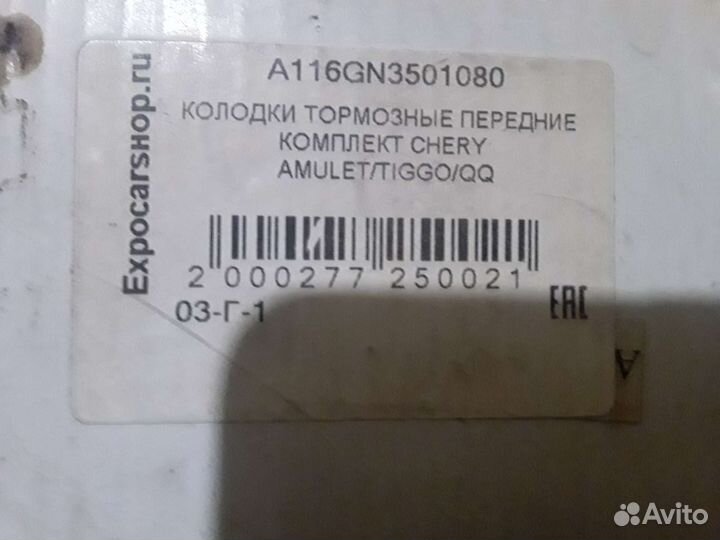 Expocarshop.ru
A116GN3501080
КОЛОДКИ ТОРМОЗНЫЕ ПЕРЕДНИЕ
КОМПЛЕКТ CHERY
AMULET/TIGGO/QQ
2 000277 250021
03-Г-1
EAC
A
Avito